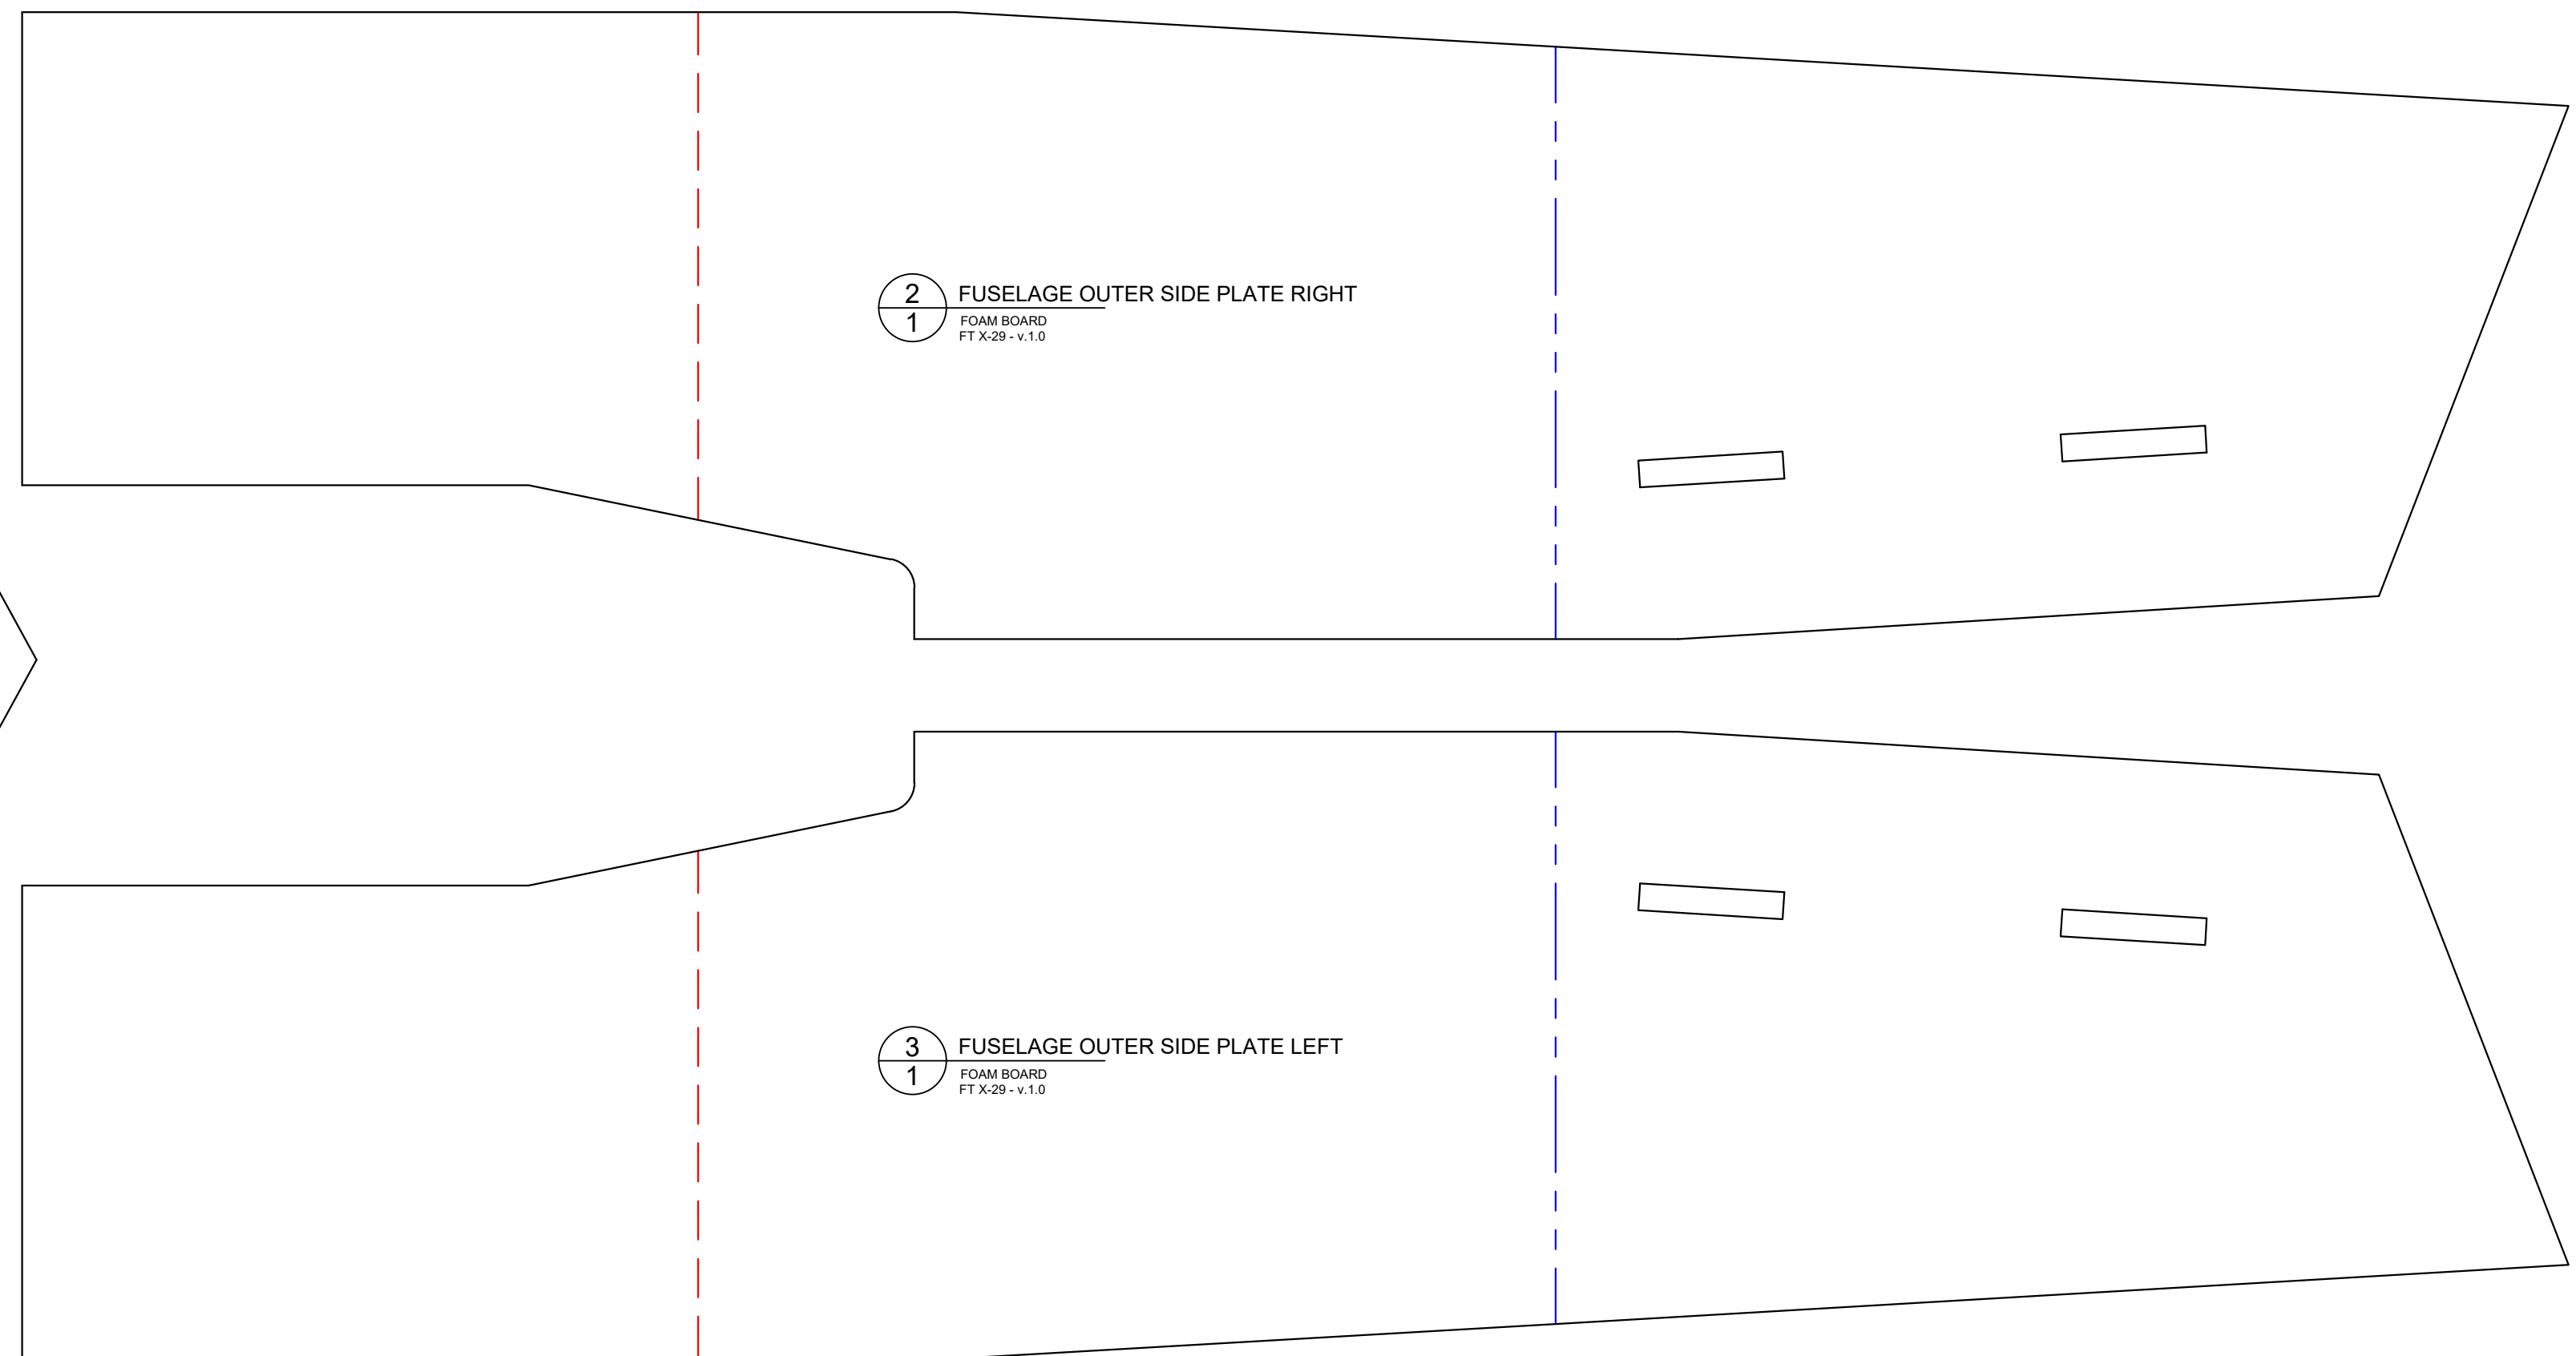 2
FUSELAGE OUTER SIDE PLATE RIGHT
1
FOAM BOARD
FT X-29 - v.1.0
3
FUSELAGE OUTER SIDE PLATE LEFT
1
FOAM BOARD
FT X-29 - v.1.0